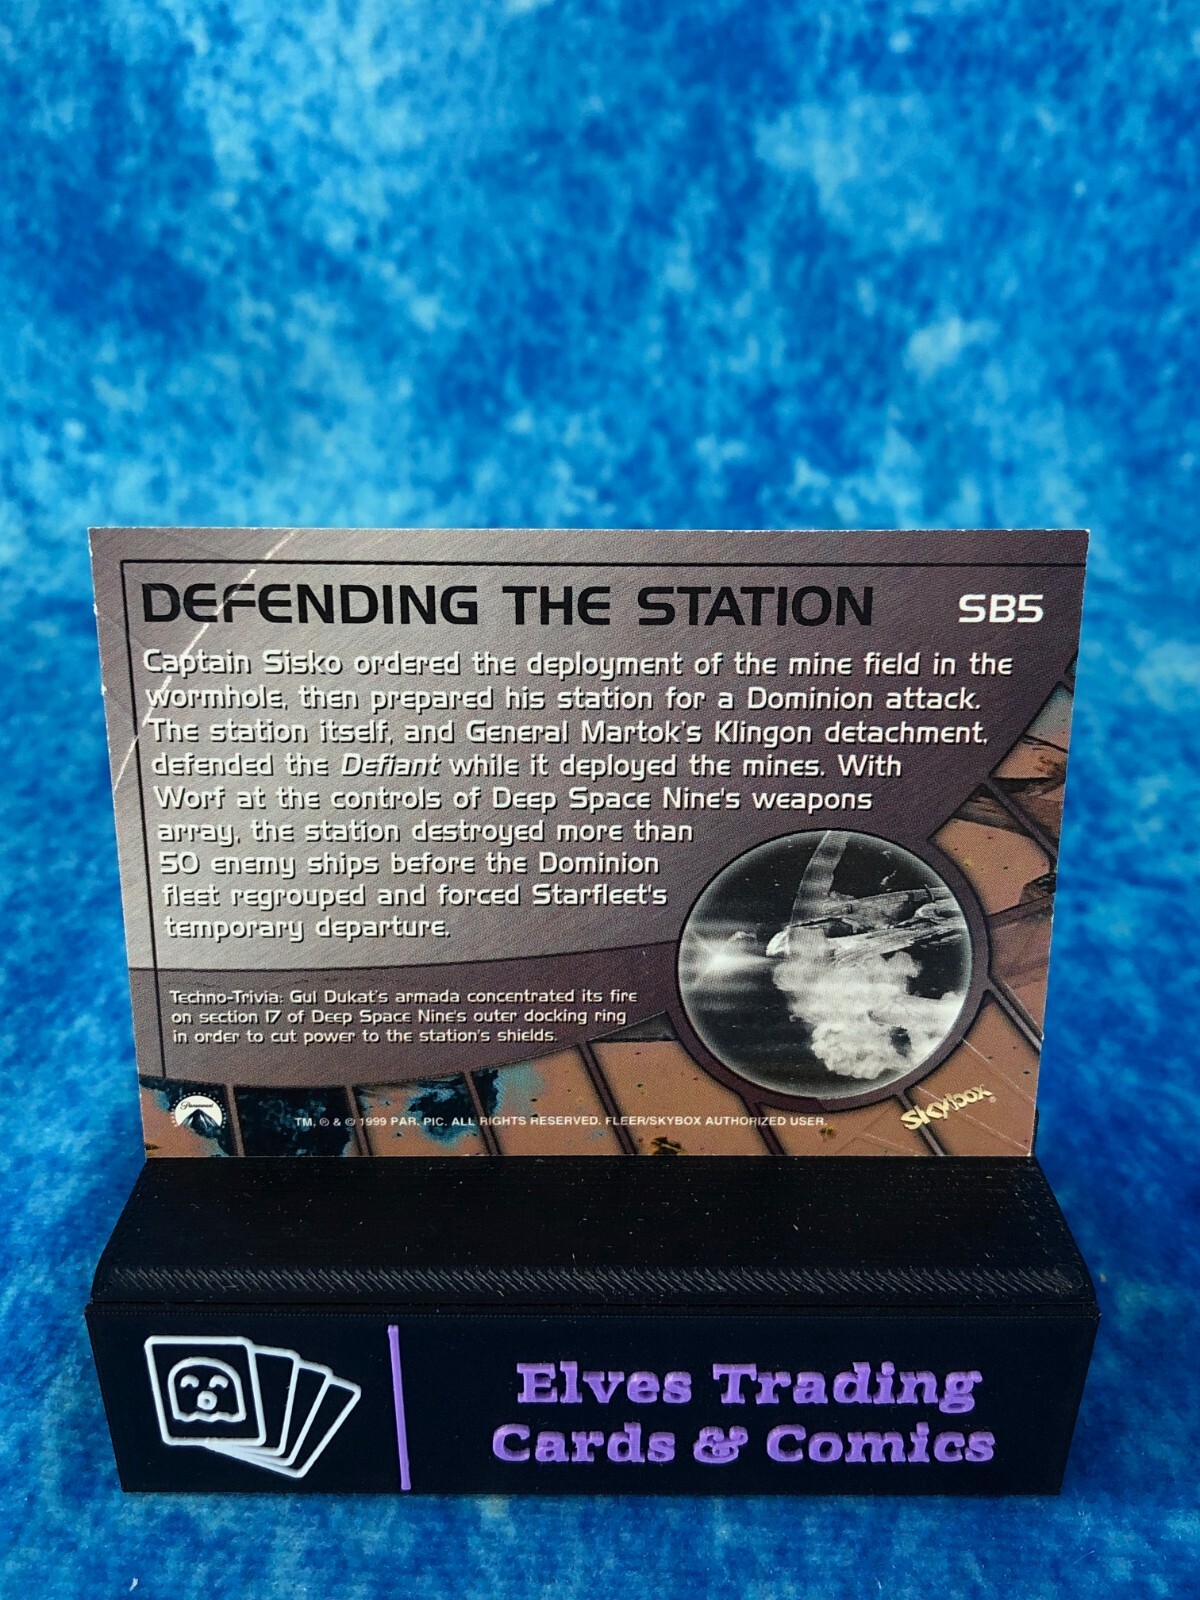 DEFENDING THE STATION SB5
Captain Sisko ordered the deployment of the mine field in the
wormhole, then prepared his station for a Dominion attack.
The station itself, and General Martok's Klingon detachment,
defended the Defiant while it deployed the mines. With
Worf at the controls of Deep Space Nine's weapons
array, the station destroyed more than
50 enemy ships before the Dominion
fleet regrouped and forced Starfleet's
temporary departure.
Techno-Trivia: Gul Dukat's armada concentrated its fire
on section 17 of Deep Space Nine's outer docking ring
in order to cut power to the station's shields.
Paramount
TM, ® & © 1999 PAR. PIC. ALL RIGHTS RESERVED. FLEER/SKYBOX AUTHORIZED USER.
SkyBox®
Elves Trading
Cards & Comics